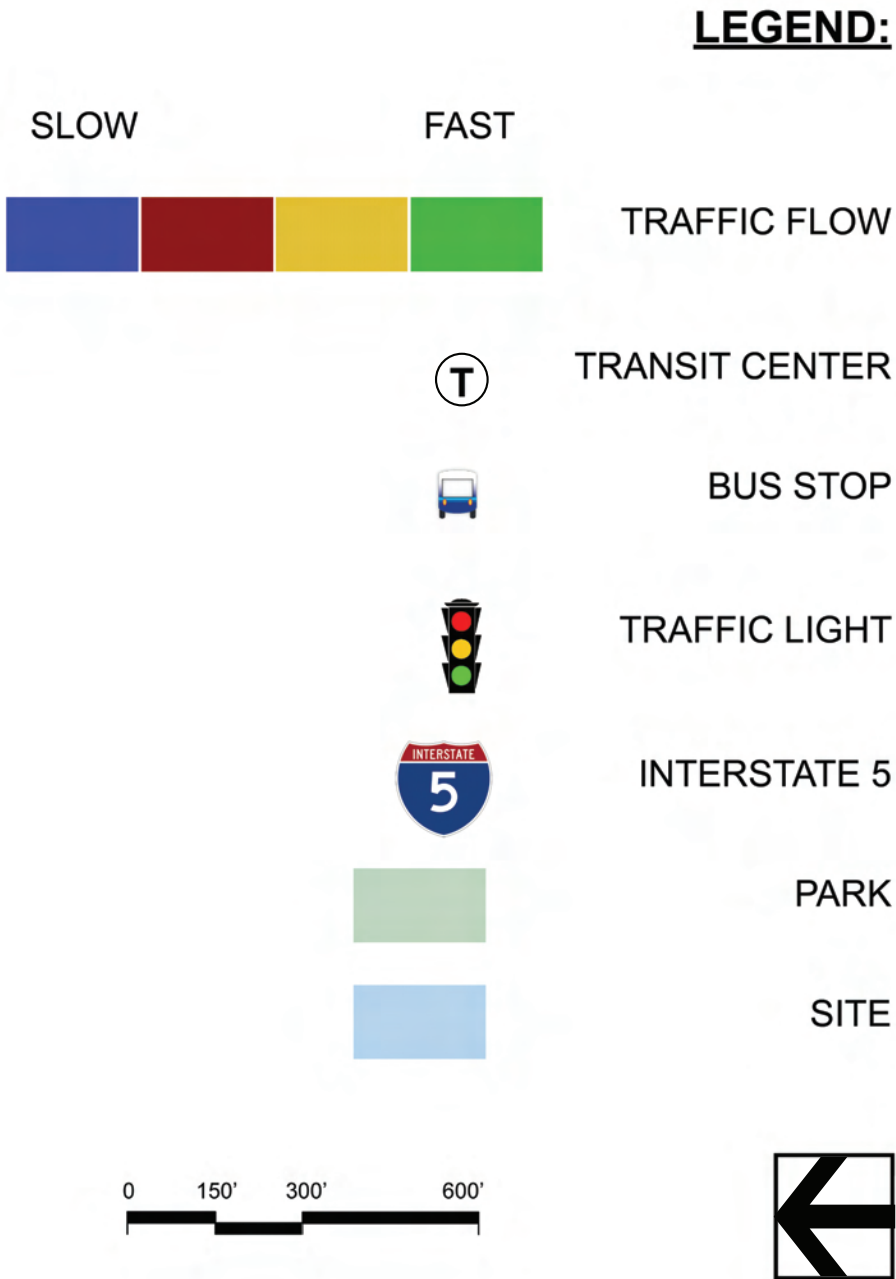 LEGEND:
SLOW FAST
TRAFFIC FLOW
T TRANSIT CENTER
BUS STOP
TRAFFIC LIGHT
INTERSTATE
5
INTERSTATE 5
PARK
SITE
0 150' 300' 600'